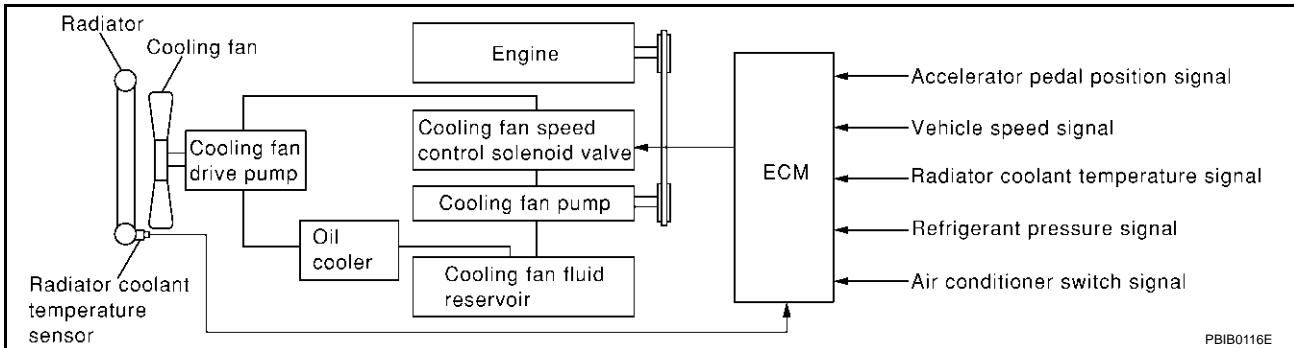 Radiator
Cooling fan
Engine
Cooling fan speed
control solenoid valve
Cooling fan
drive pump
Cooling fan pump
Oil
cooler
Cooling fan fluid
reservoir
Radiator coolant
temperature
sensor
ECM
Accelerator pedal position signal
Vehicle speed signal
Radiator coolant temperature signal
Refrigerant pressure signal
Air conditioner switch signal
PBIB0116E